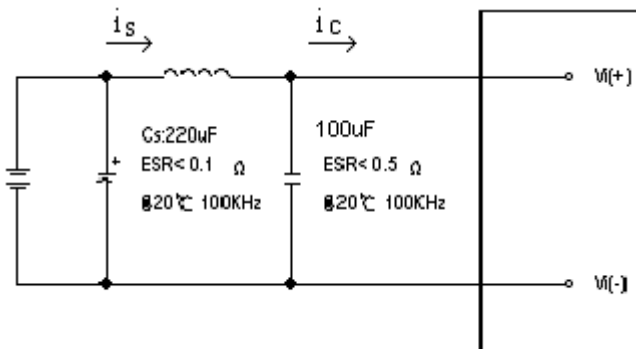 is
ic
Vi(+)
Cs:220uF
ESR<0.1 Ω
@20℃ 100KHz
100uF
ESR<0.5 Ω
@20℃ 100KHz
+
Vi(-)